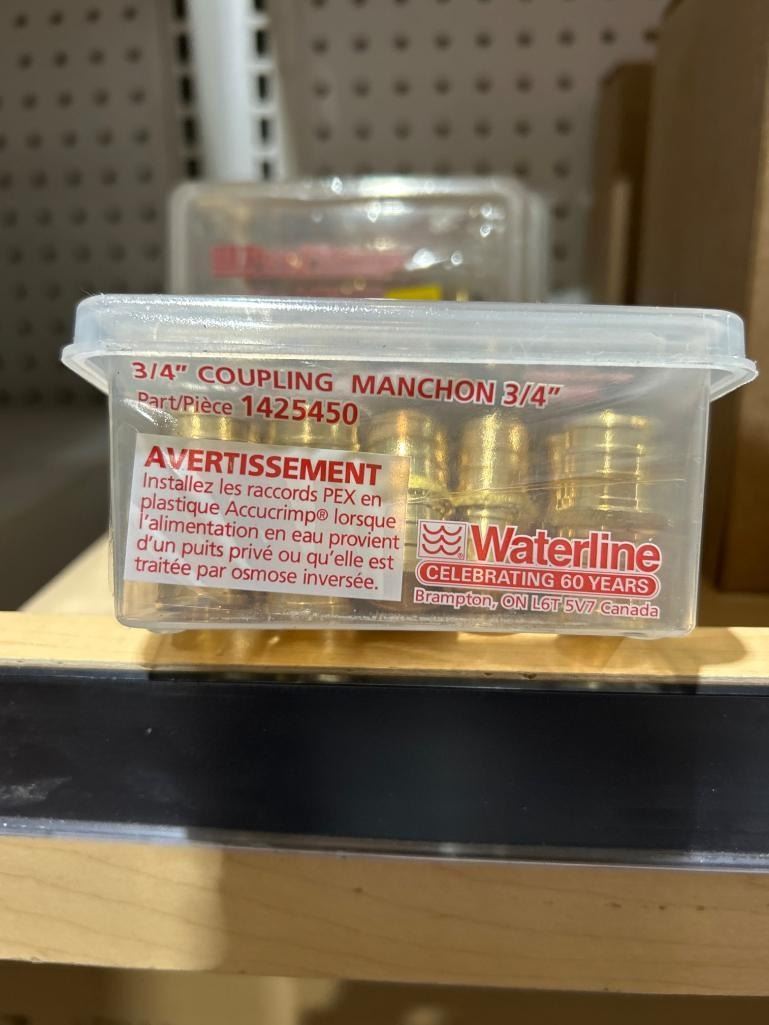 3/4" COUPLING MANCHON 3/4"
Part/Pièce 1425450
AVERTISSEMENT
Installez les raccords PEX en
plastique Accucrimp® lorsque
l'alimentation en eau provient
d'un puits privé ou qu'elle est
traitée par osmose inversée.
Waterline
CELEBRATING 60 YEARS
Brampton, ON L6T 5V7 Canada